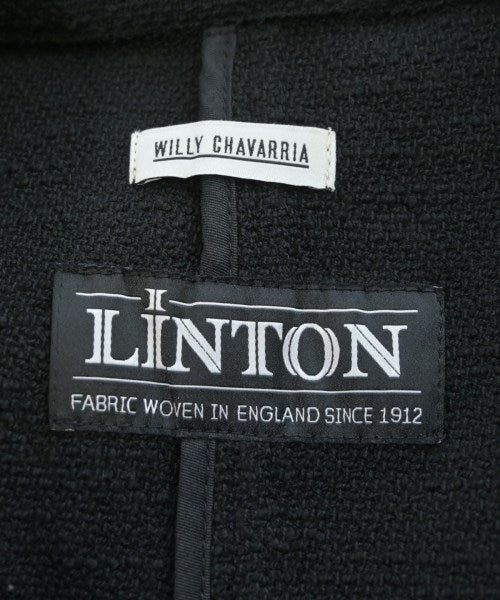 WILLY CHAVARRIA
LiNTON
FABRIC WOVEN IN ENGLAND SINCE 1912